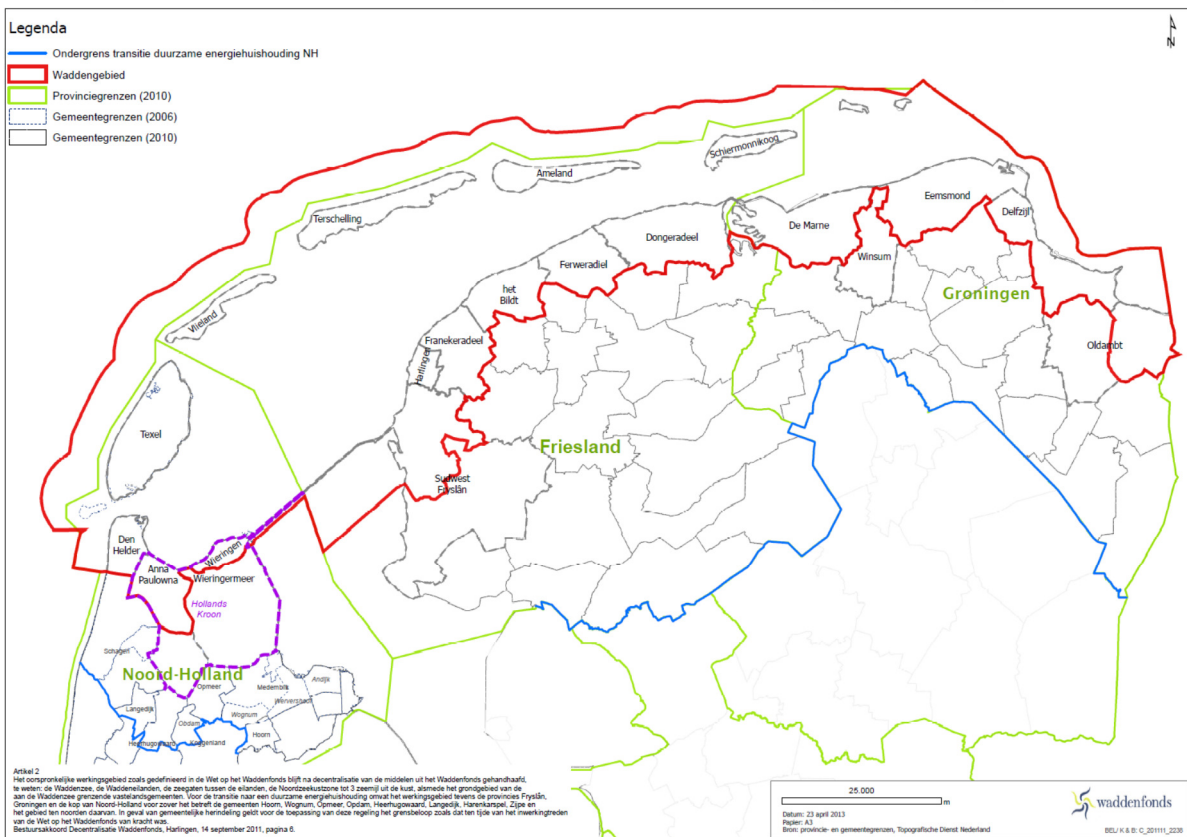 Legenda
Ondergrens transitie duurzame energiehuishouding NH
Waddengebied
Provinciegrenzen (2010)
Gemeentegrenzen (2006)
Gemeentegrenzen (2010)
N
Schiermonnikoog
Ameland
Terschelling
Eemsmond
Delfzijl
De Marne
Dongeradeel
Winsum
Ferweradiel
het
Bildt
Groningen
Vlieland
Franekeradeel
Harlingen
Oldambt
Texel
Friesland
Sudwest
Fryslân
Den
Helder
Wieringen
Anna
Paulowna
Wieringermeer
Hollands
Kroon
Schagen
Noord-Holland
Opmeer
Medemblik
Andijk
Wervershoof
Langedijk
Obdam
Wognum
Hoorn
Heerhugowaard
Koggenland
Artikel 2
Het oorspronkelijke werkingsgebied zoals gedefinieerd in de Wet op het Waddenfonds blijft na decentralisatie van de middelen uit het Waddenfonds gehandhaafd,
te weten: de Waddenzee, de Waddeneilanden, de zeegaten tussen de eilanden, de Noordzeekustzone tot 3 zeemijl uit de kust, alsmede het grondgebied van de
aan de Waddenzee grenzende vastelandsgemeenten. Voor de transitie naar een duurzame energiehuishouding omvat het werkingsgebied tevens de provincies Fryslân,
Groningen en de kop van Noord-Holland voor zover het betreft de gemeenten Hoorn, Wognum, Opmeer, Opdam, Heerhugowaard, Langedijk, Harenkarspel, Zijpe en
het gebied ten noorden daarvan. In geval van gemeentelijke herindeling geldt voor de toepassing van deze regeling het grensbeloop zoals dat ten tijde van het inwerkingtreden
van de Wet op het Waddenfonds van kracht was.
Bestuursakkoord Decentralisatie Waddenfonds, Harlingen, 14 september 2011, pagina 6.
25.000
m
Datum: 23 april 2013
Papier: A3
Bron: provincie- en gemeentegrenzen, Topografische Dienst Nederland
waddenfonds
BEL/ K & B: C_201111_2236